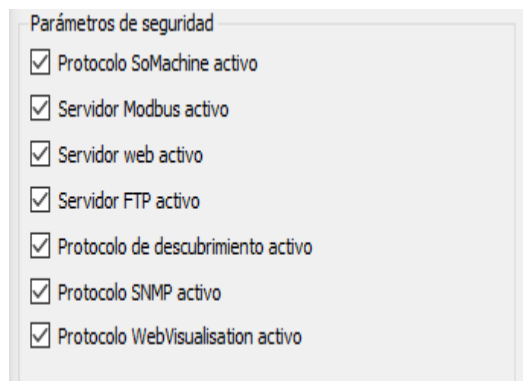 Parámetros de seguridad
Protocolo SoMachine activo
Servidor Modbus activo
Servidor web activo
Servidor FTP activo
Protocolo de descubrimiento activo
Protocolo SNMP activo
Protocolo WebVisualisation activo